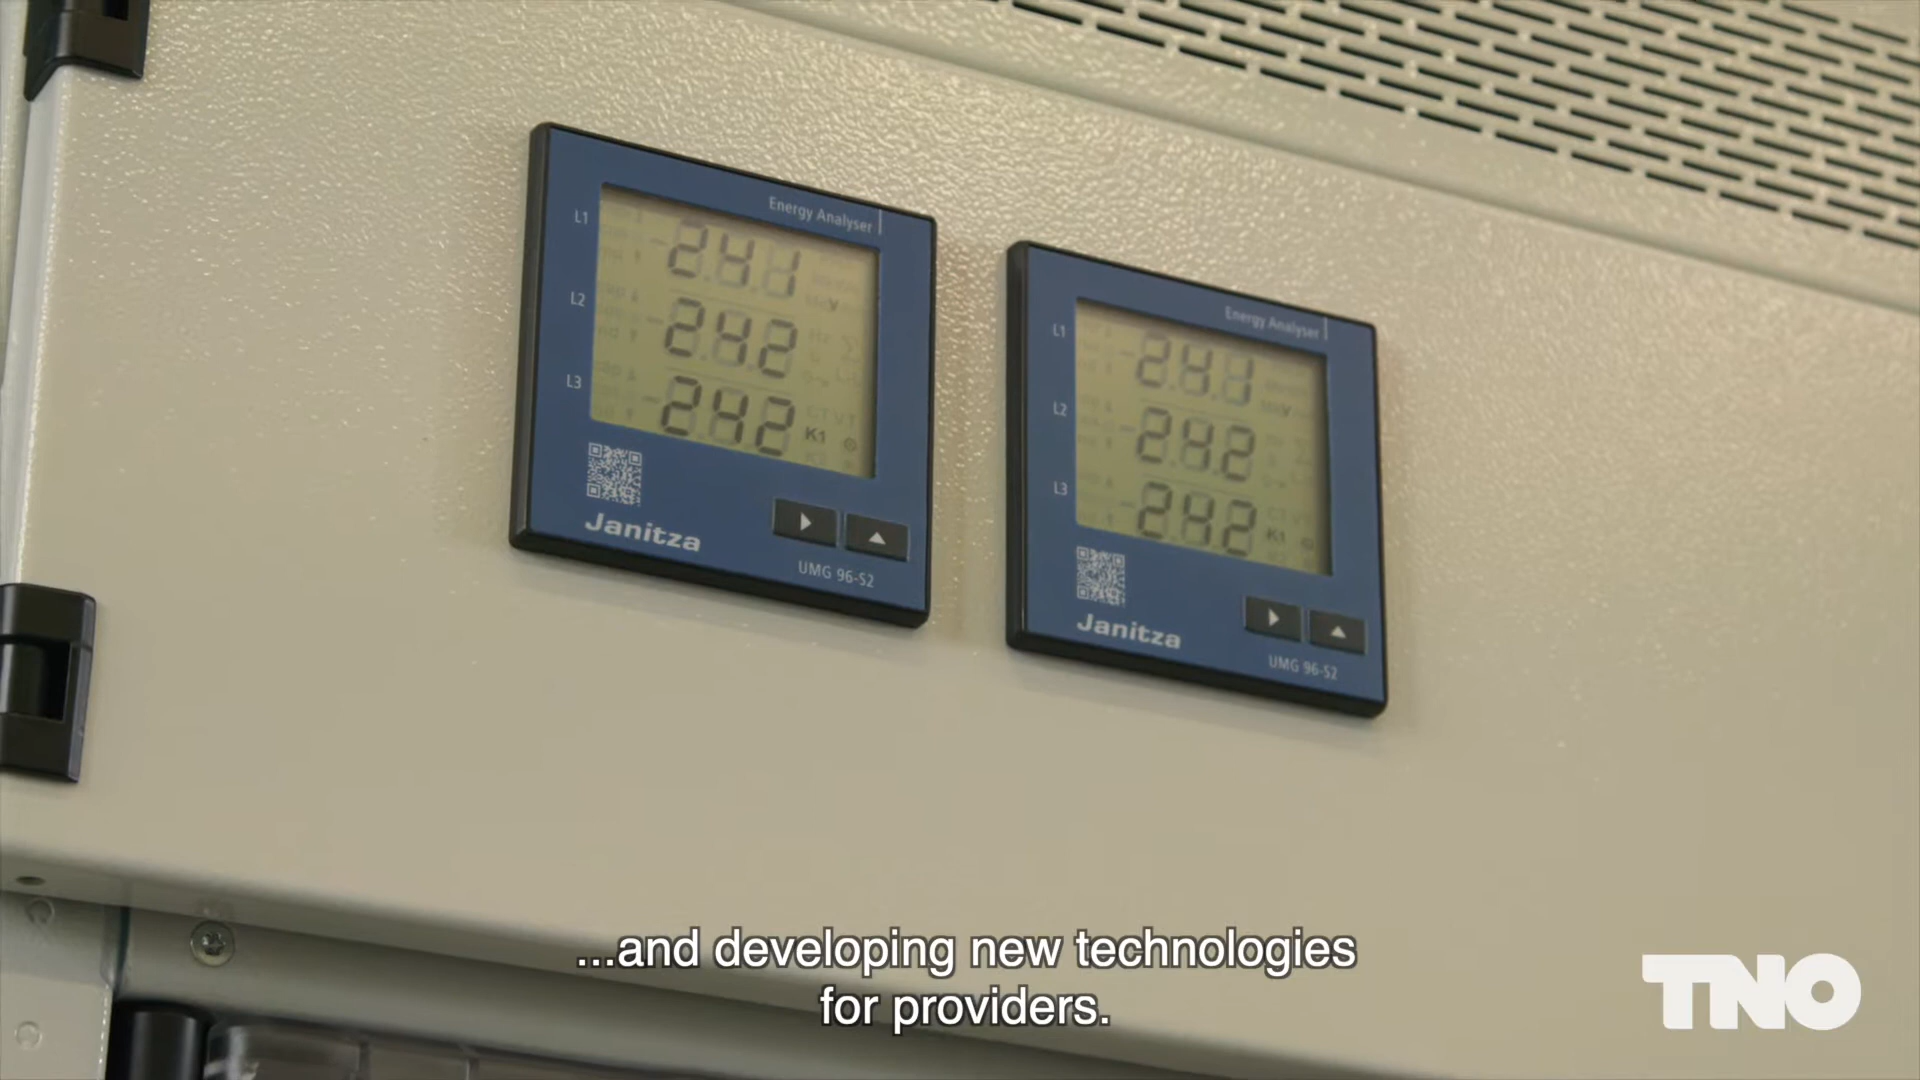 Energy Analyser
L1
241
V
L2
242
L3
242
K1
Janitza
UMG 96-S2
Energy Analyser
L1
241
V
L2
242
L3
242
K1
Janitza
UMG 96-S2
...and developing new technologies
for providers.
TNO